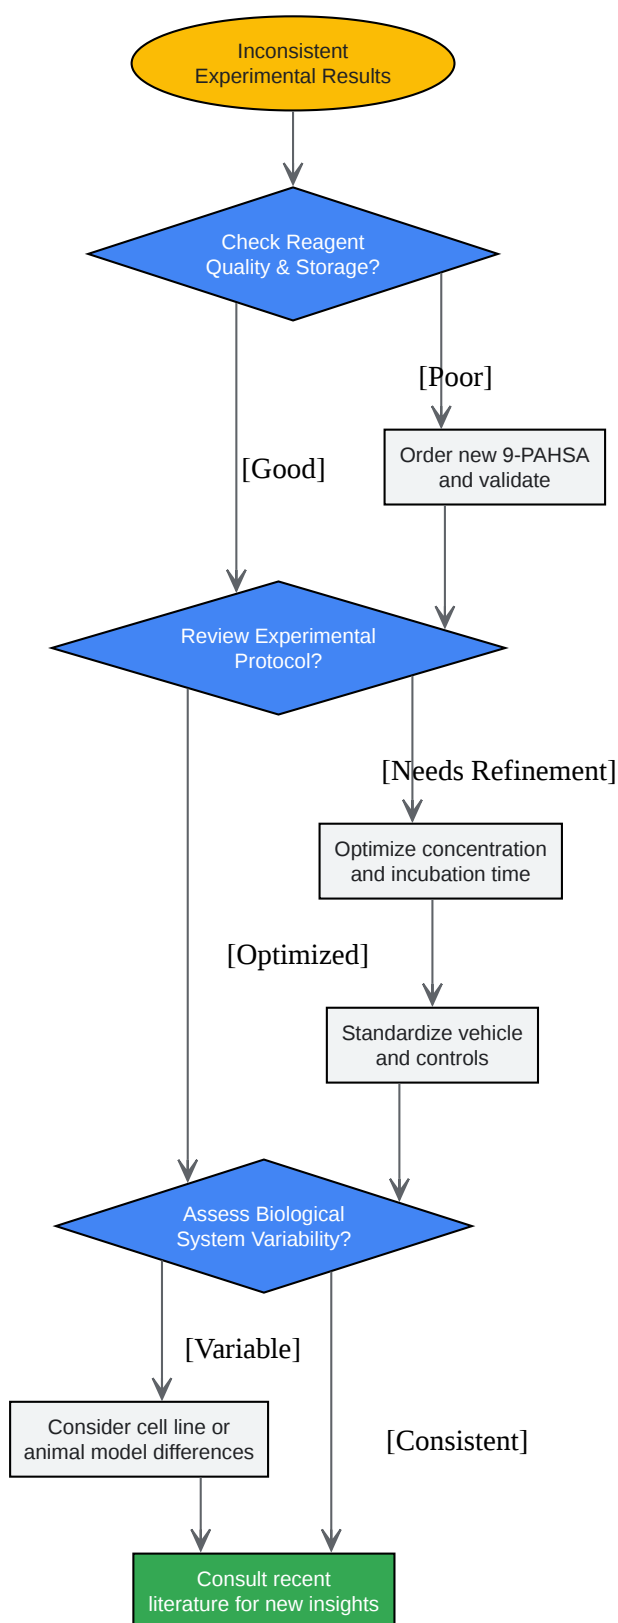 Inconsistent
Experimental Results
Check Reagent
Quality & Storage?
[Poor]
[Good]
Order new 9-PAHSA
and validate
Review Experimental
Protocol?
[Needs Refinement]
Optimize concentration
and incubation time
[Optimized]
Standardize vehicle
and controls
Assess Biological
System Variability?
[Variable]
[Consistent]
Consider cell line or
animal model differences
Consult recent
literature for new insights